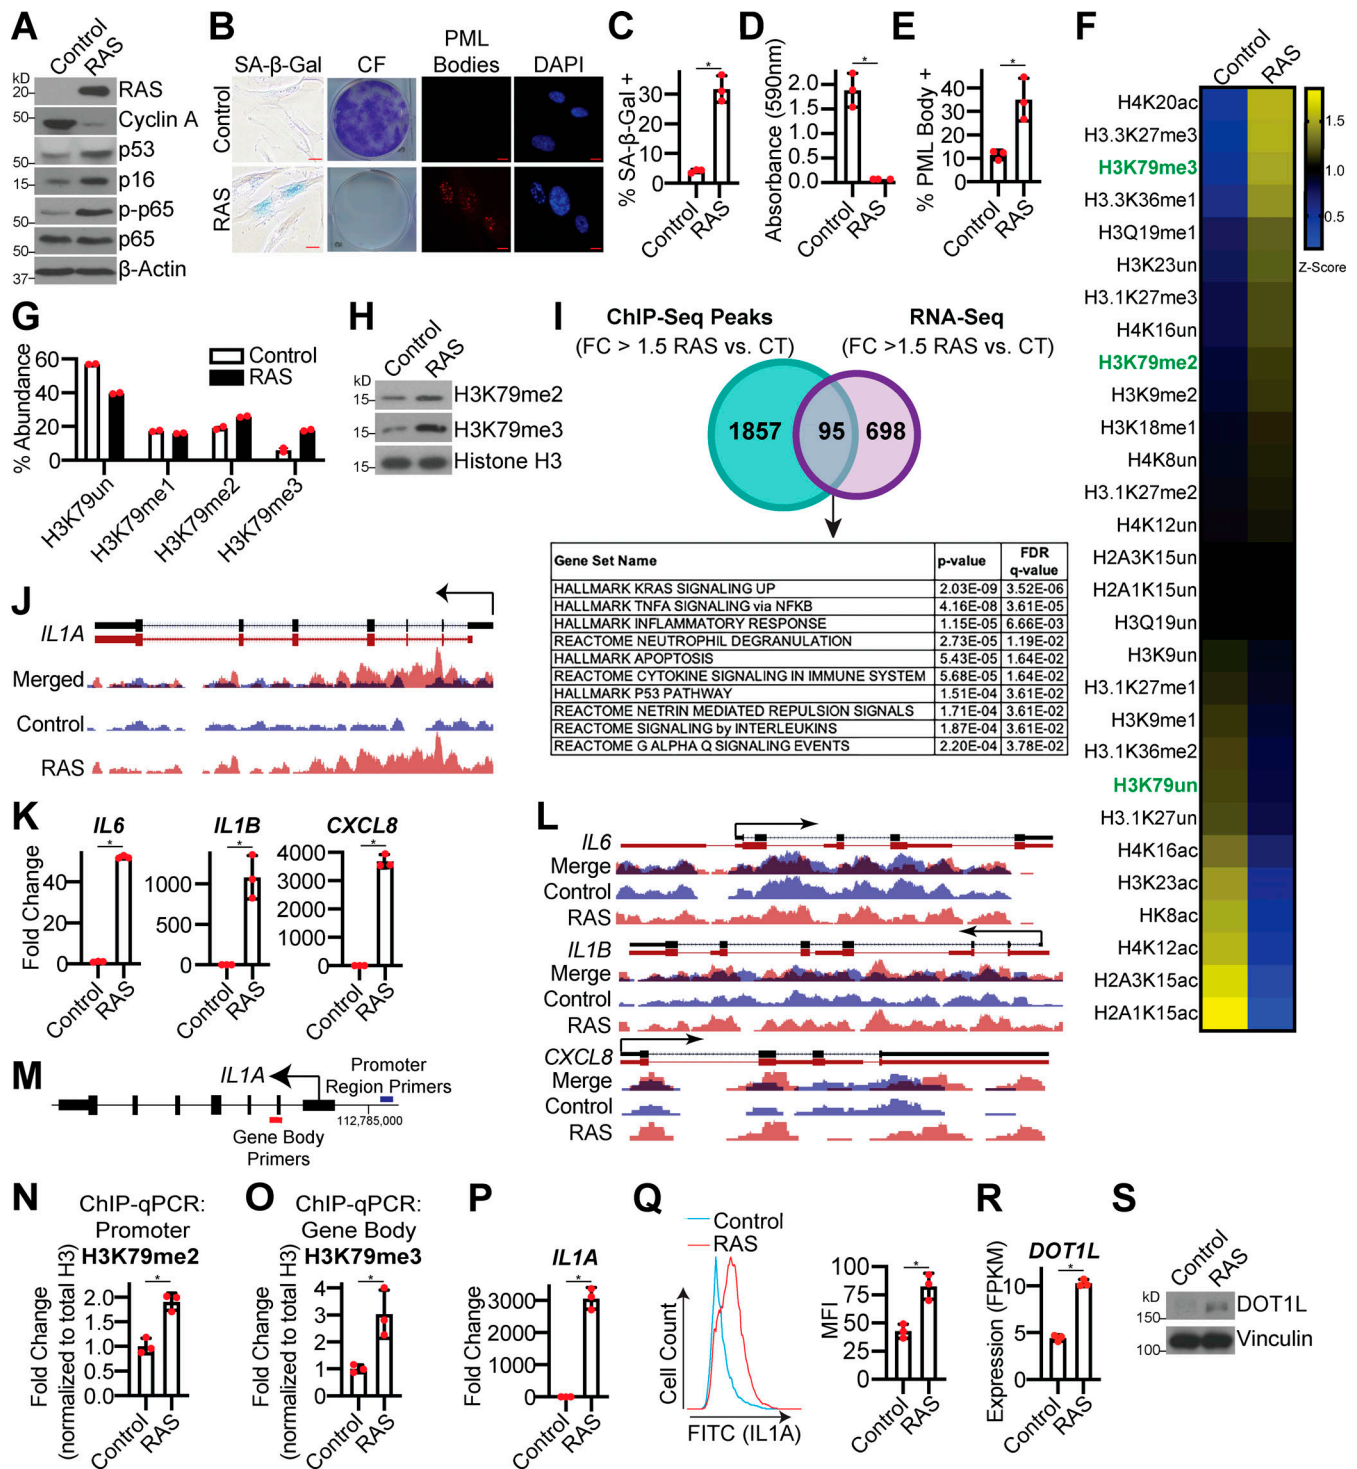 A
Control
RAS
kD
20
RAS
50
Cyclin A
50
p53
15
p16
50
p-p65
50
p65
37
β-Actin
B
SA-β-Gal
CF
PML
Bodies
DAPI
Control
RAS
C
% SA-β-Gal +
30
20
10
0
*
Control
RAS
D
Absorbance (590nm)
2.0
1.5
1.0
0.5
0.0
*
Control
RAS
E
% PML Body +
40
30
20
10
0
*
Control
RAS
F
Control
RAS
H4K20ac
H3.3K27me3
H3K79me3
H3.3K36me1
H3Q19me1
H3K23un
H3.1K27me3
H4K16un
H3K79me2
H3K9me2
H3K18me1
H4K8un
H3.1K27me2
H4K12un
H2A3K15un
H2A1K15un
H3Q19un
H3K9un
H3.1K27me1
H3K9me1
H3.1K36me2
H3K79un
H3.1K27un
H4K16ac
H3K23ac
HK8ac
H4K12ac
H2A3K15ac
H2A1K15ac
1.5
1.0
0.5
Z-Score
G
% Abundance
60
40
20
0
Control
RAS
H3K79un
H3K79me1
H3K79me2
H3K79me3
H
Control
RAS
kD
15
H3K79me2
15
H3K79me3
15
Histone H3
I
ChIP-Seq Peaks
(FC > 1.5 RAS vs. CT)
RNA-Seq
(FC >1.5 RAS vs. CT)
1857
95
698
Gene Set Name p-value FDR q-value
HALLMARK KRAS SIGNALING UP 2.03E-09 3.52E-06
HALLMARK TNFA SIGNALING via NFKB 4.16E-08 3.61E-05
HALLMARK INFLAMMATORY RESPONSE 1.15E-05 6.66E-03
REACTOME NEUTROPHIL DEGRANULATION 2.73E-05 1.19E-02
HALLMARK APOPTOSIS 5.43E-05 1.64E-02
REACTOME CYTOKINE SIGNALING IN IMMUNE SYSTEM 5.68E-05 1.64E-02
HALLMARK P53 PATHWAY 1.51E-04 3.61E-02
REACTOME NETRIN MEDIATED REPULSION SIGNALS 1.71E-04 3.61E-02
REACTOME SIGNALING by INTERLEUKINS 1.87E-04 3.61E-02
REACTOME G ALPHA Q SIGNALING EVENTS 2.20E-04 3.78E-02
J
IL1A
Merged
Control
RAS
K
Fold Change
IL6
40
20
0
*
Control
RAS
IL1B
1000
500
0
*
Control
RAS
CXCL8
4000
3000
2000
1000
0
*
Control
RAS
L
IL6
Merge
Control
RAS
IL1B
Merge
Control
RAS
CXCL8
Merge
Control
RAS
M
IL1A
Promoter
Region Primers
112,785,000
Gene Body
Primers
N
ChIP-qPCR:
Promoter
H3K79me2
Fold Change
(normalized to total H3)
2.0
1.5
1.0
0.5
0.0
*
Control
RAS
O
ChIP-qPCR:
Gene Body
H3K79me3
Fold Change
(normalized to total H3)
4
3
2
1
0
*
Control
RAS
P
IL1A
Fold Change
3000
2000
1000
0
*
Control
RAS
Q
Control
RAS
Cell Count
FITC (IL1A)
MFI
100
75
50
25
0
*
Control
RAS
R
DOT1L
Expression (FPKM)
10
5
0
*
Control
RAS
S
Control
RAS
kD
150
DOT1L
100
Vinculin